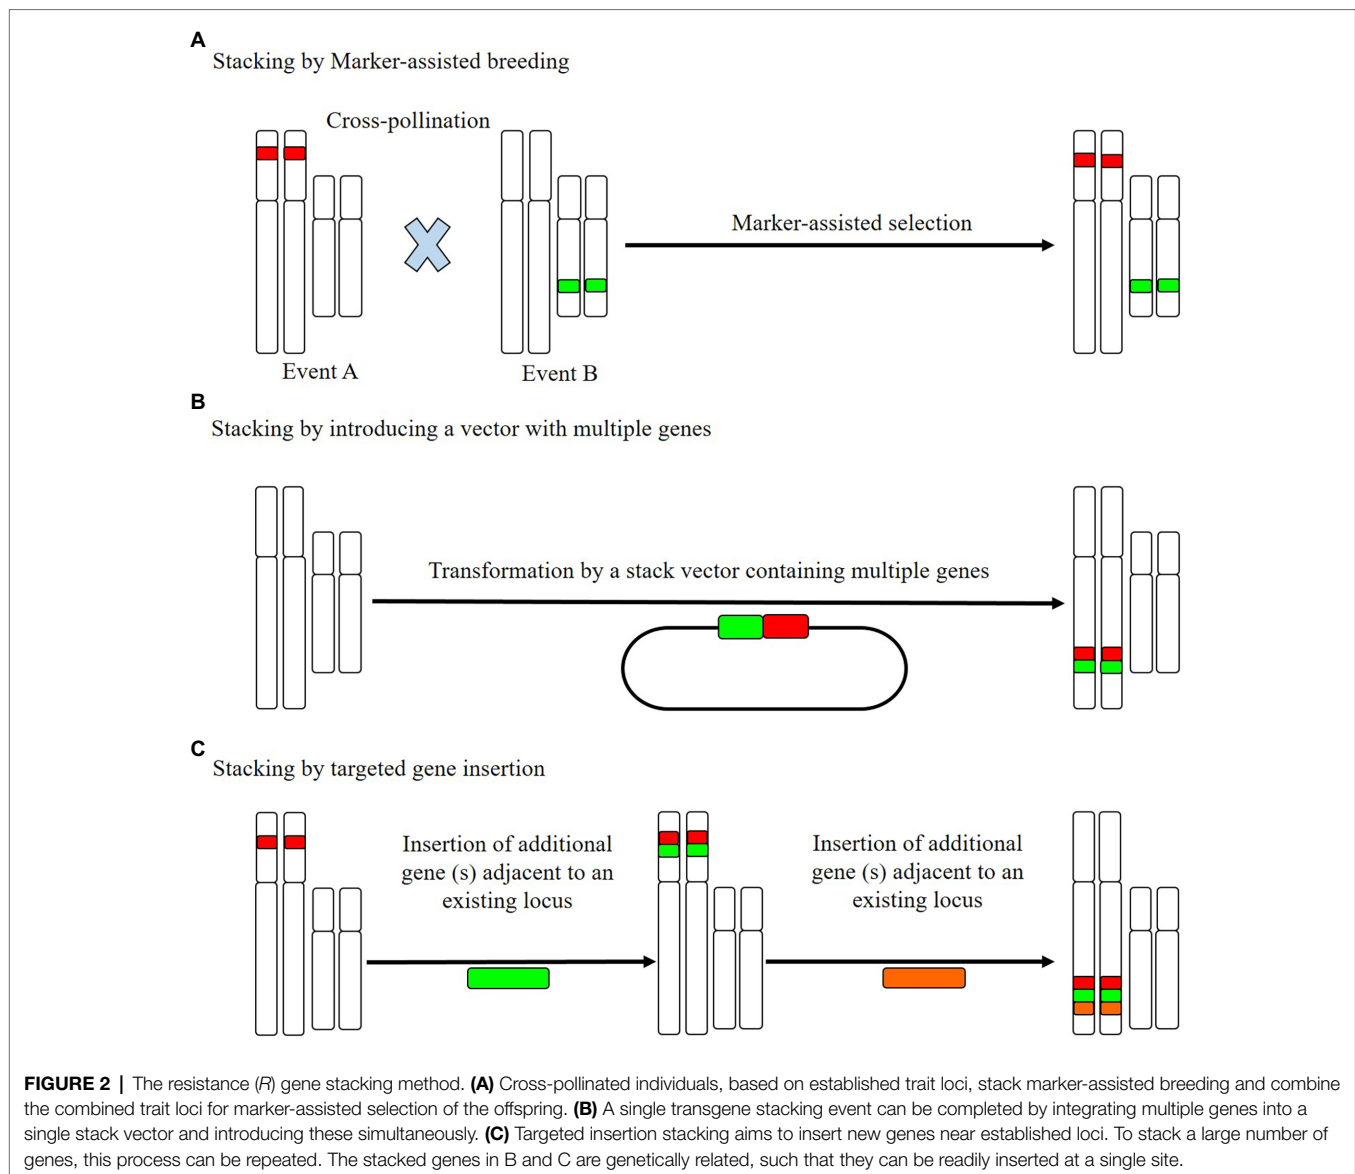 A
Stacking by Marker-assisted breeding
Cross-pollination
Marker-assisted selection
Event A
Event B
B
Stacking by introducing a vector with multiple genes
Transformation by a stack vector containing multiple genes
C
Stacking by targeted gene insertion
Insertion of additional
gene (s) adjacent to an
existing locus
Insertion of additional
gene (s) adjacent to an
existing locus
FIGURE 2 | The resistance (R) gene stacking method. (A) Cross-pollinated individuals, based on established trait loci, stack marker-assisted breeding and combine
the combined trait loci for marker-assisted selection of the offspring. (B) A single transgene stacking event can be completed by integrating multiple genes into a
single stack vector and introducing these simultaneously. (C) Targeted insertion stacking aims to insert new genes near established loci. To stack a large number of
genes, this process can be repeated. The stacked genes in B and C are genetically related, such that they can be readily inserted at a single site.